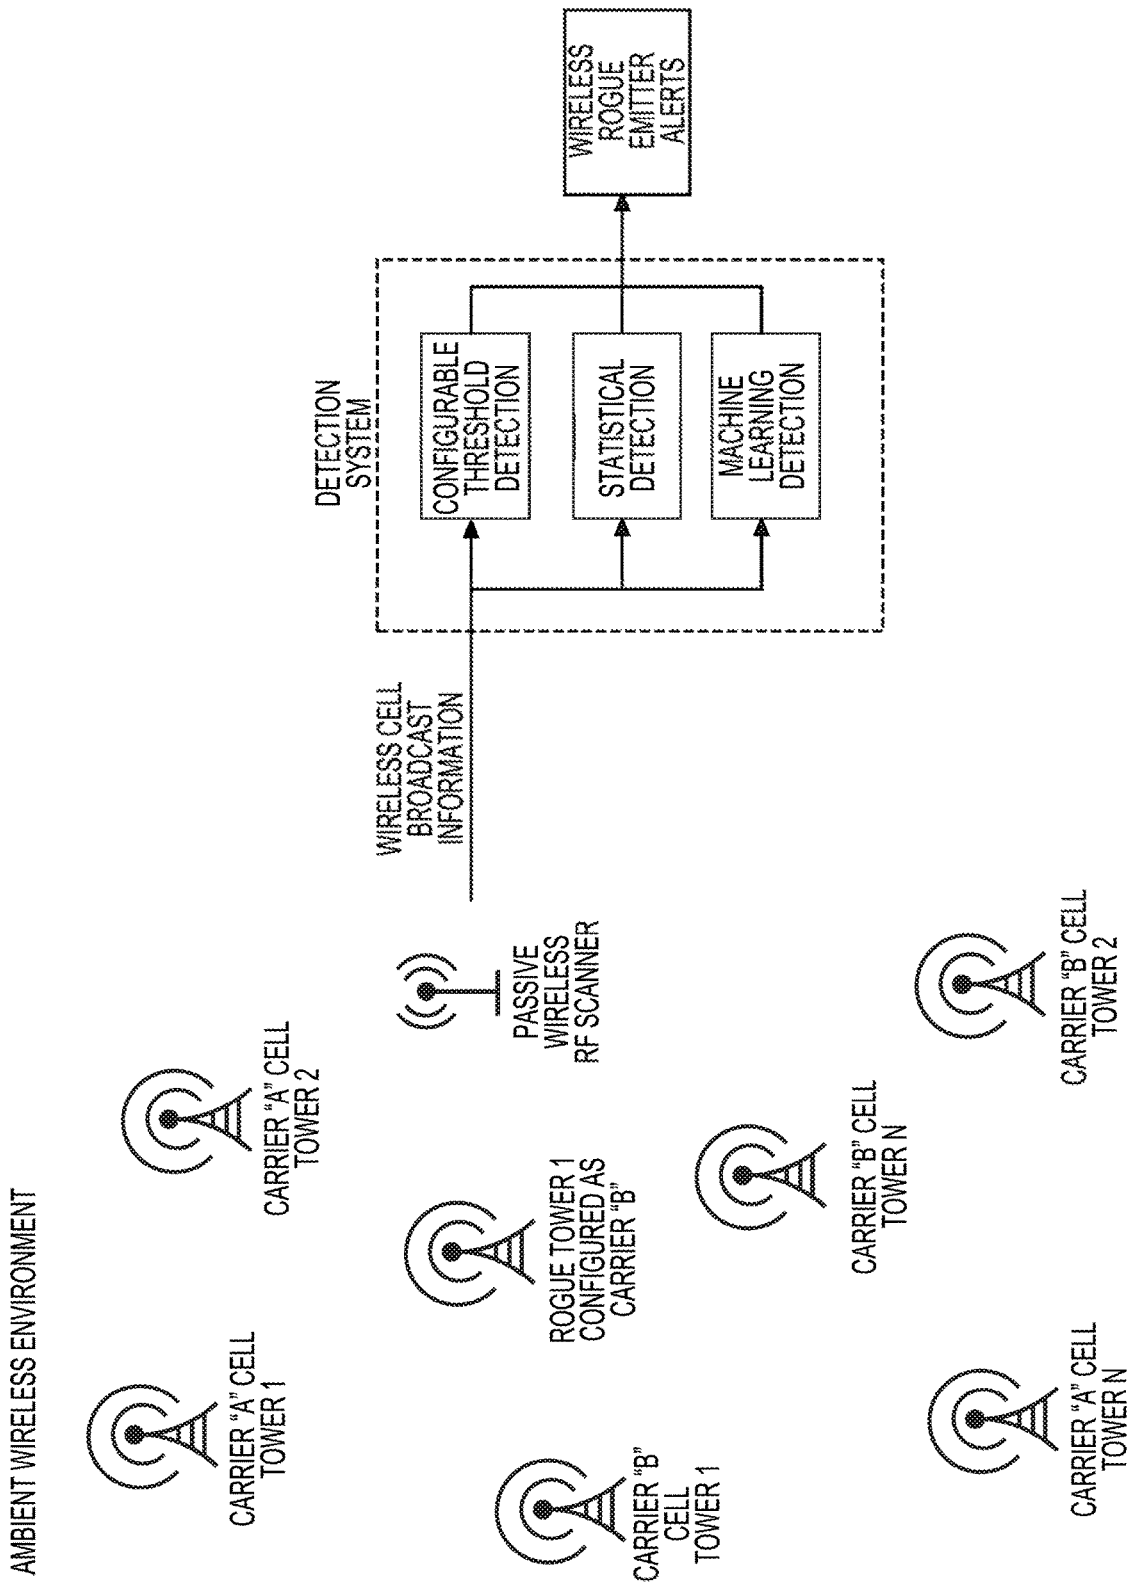 AMBIENT WIRELESS ENVIRONMENT
CARRIER "A" CELL
TOWER 1
CARRIER "A" CELL
TOWER 2
CARRIER "B"
CELL
TOWER 1
ROGUE TOWER 1
CONFIGURED AS
CARRIER "B"
PASSIVE
WIRELESS
RF SCANNER
CARRIER "B" CELL
TOWER N
CARRIER "A" CELL
TOWER N
CARRIER "B" CELL
TOWER 2
WIRELESS CELL
BROADCAST
INFORMATION
DETECTION
SYSTEM
CONFIGURABLE
THRESHOLD
DETECTION
STATISTICAL
DETECTION
MACHINE
LEARNING
DETECTION
WIRELESS
ROGUE
EMITTER
ALERTS